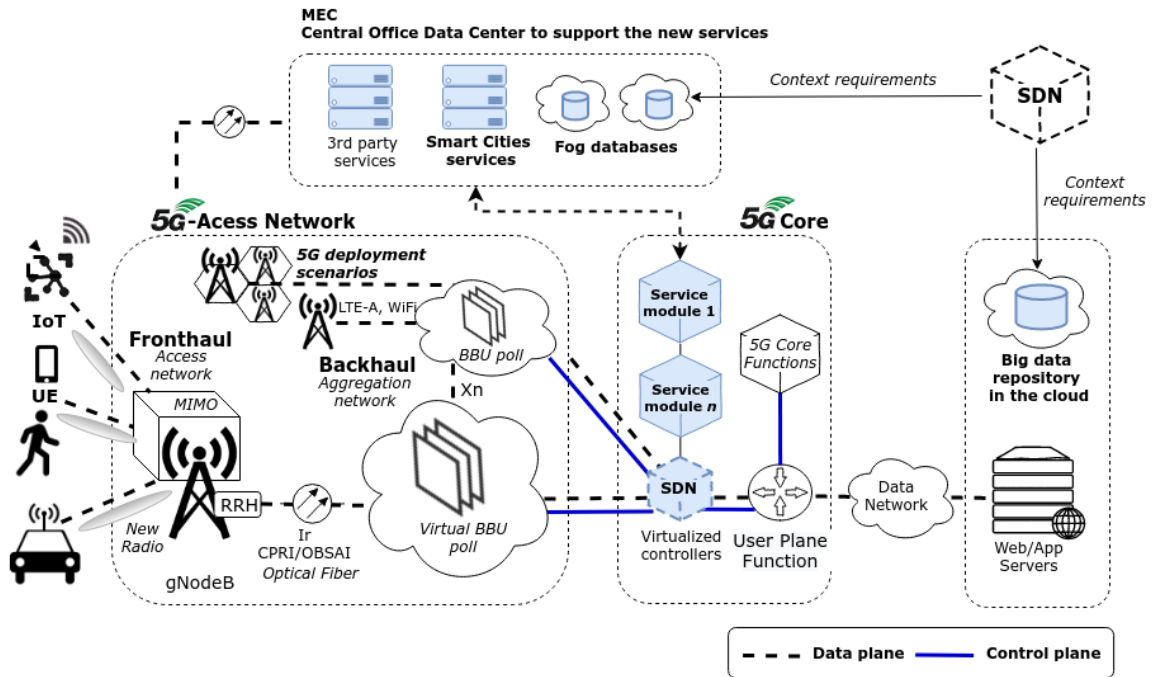 MEC
Central Office Data Center to support the new services
3rd party
services
Smart Cities
services
Fog databases
Context requirements
SDN
Context
requirements
5G-Acess Network
5G Core
5G deployment
scenarios
LTE-A, WiFi
IoT
Fronthaul
Access
network
Backhaul
Aggregation
network
BBU poll
Xn
UE
MIMO
RRH
New
Radio
gNodeB
Ir
CPRI/OBSAI
Optical Fiber
Virtual BBU
poll
Service
module 1
Service
module n
5G Core
Functions
SDN
Virtualized
controllers
User Plane
Function
Data
Network
Big data
repository
in the cloud
Web/App
Servers
Data plane
Control plane